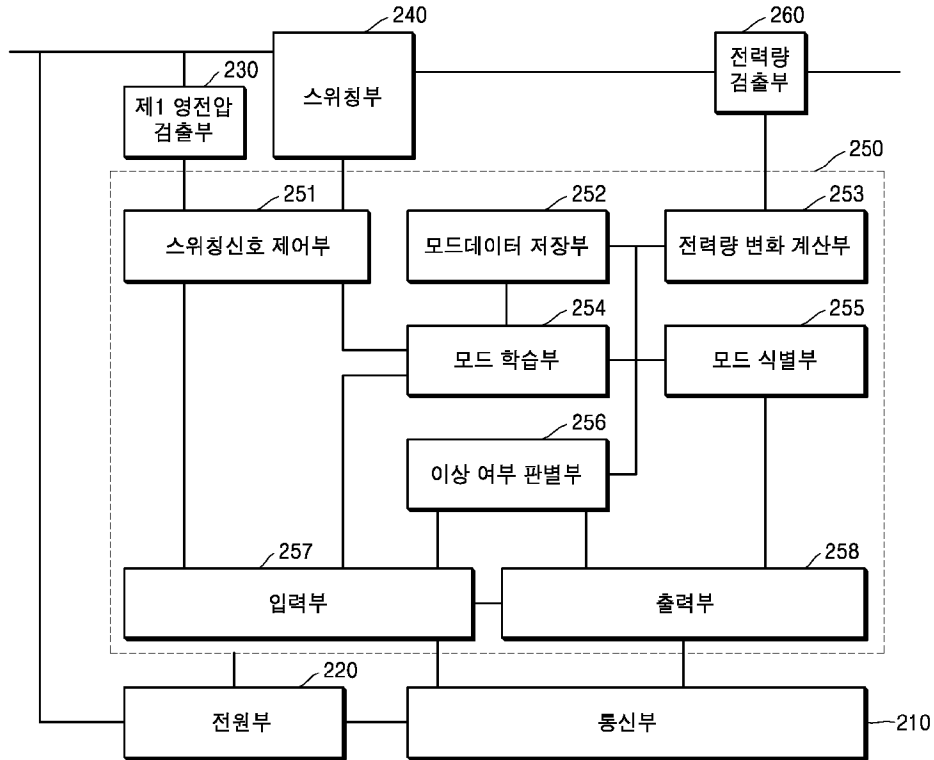 240
260
230
제1 영전압
검출부
스위칭부
전력량
검출부
250
251
252
253
스위칭신호 제어부
모드데이터 저장부
전력량 변화 계산부
254
255
모드 학습부
모드 식별부
256
이상 여부 판별부
257
258
입력부
출력부
220
전원부
통신부
210